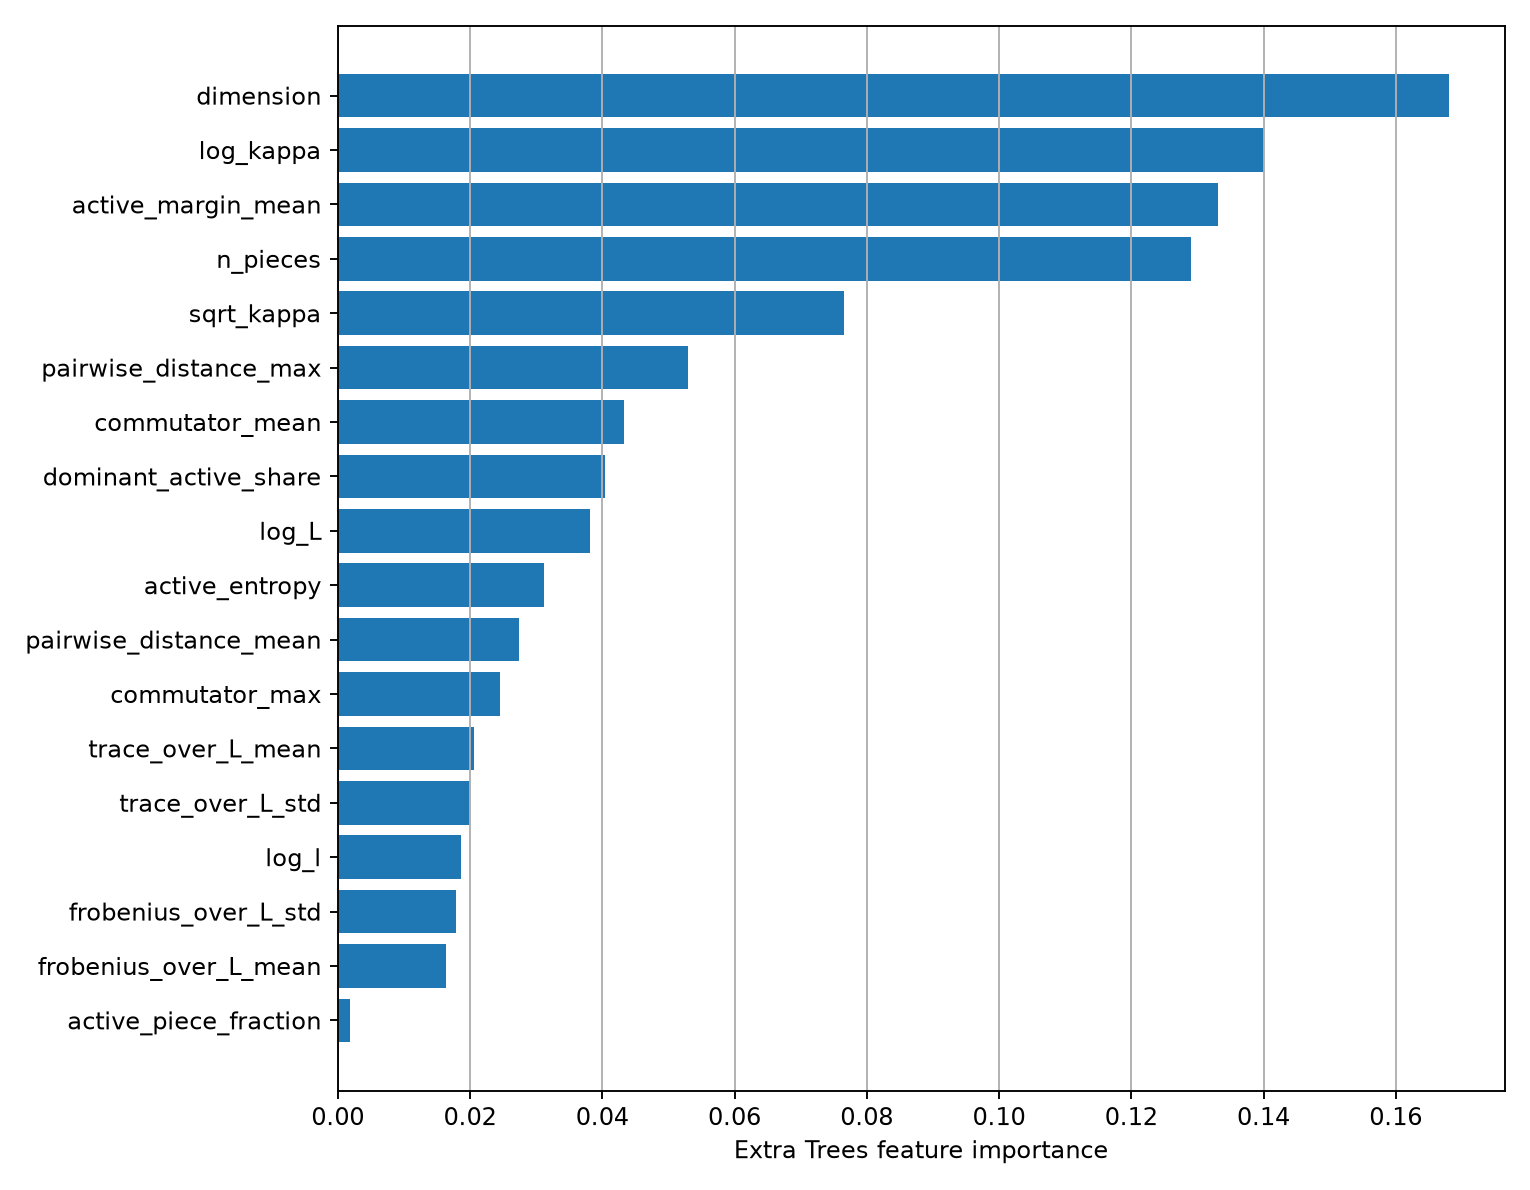 dimension
log_kappa
active_margin_mean
n_pieces
sqrt_kappa
pairwise_distance_max
commutator_mean
dominant_active_share
log_L
active_entropy
pairwise_distance_mean
commutator_max
trace_over_L_mean
trace_over_L_std
log_l
frobenius_over_L_std
frobenius_over_L_mean
active_piece_fraction
0.00 0.02 0.04 0.06 0.08 0.10 0.12 0.14 0.16
Extra Trees feature importance